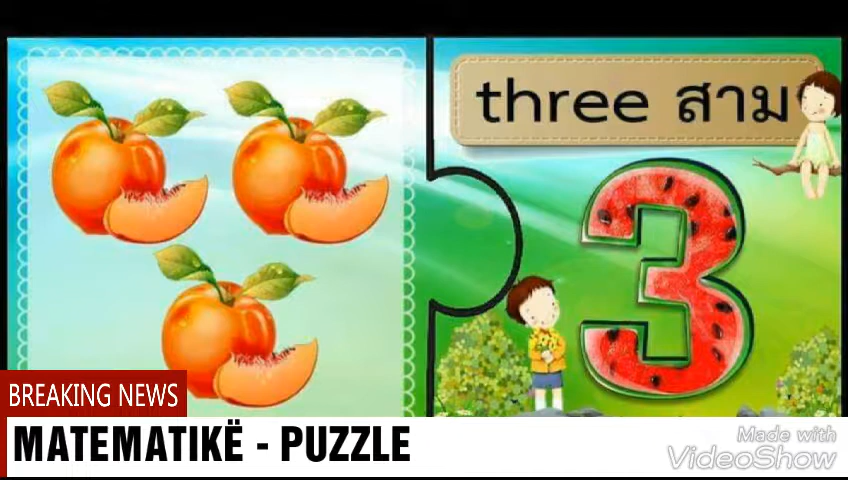 three สาม
3
BREAKING NEWS
MATEMATIKË - PUZZLE
Made with
VideoShow